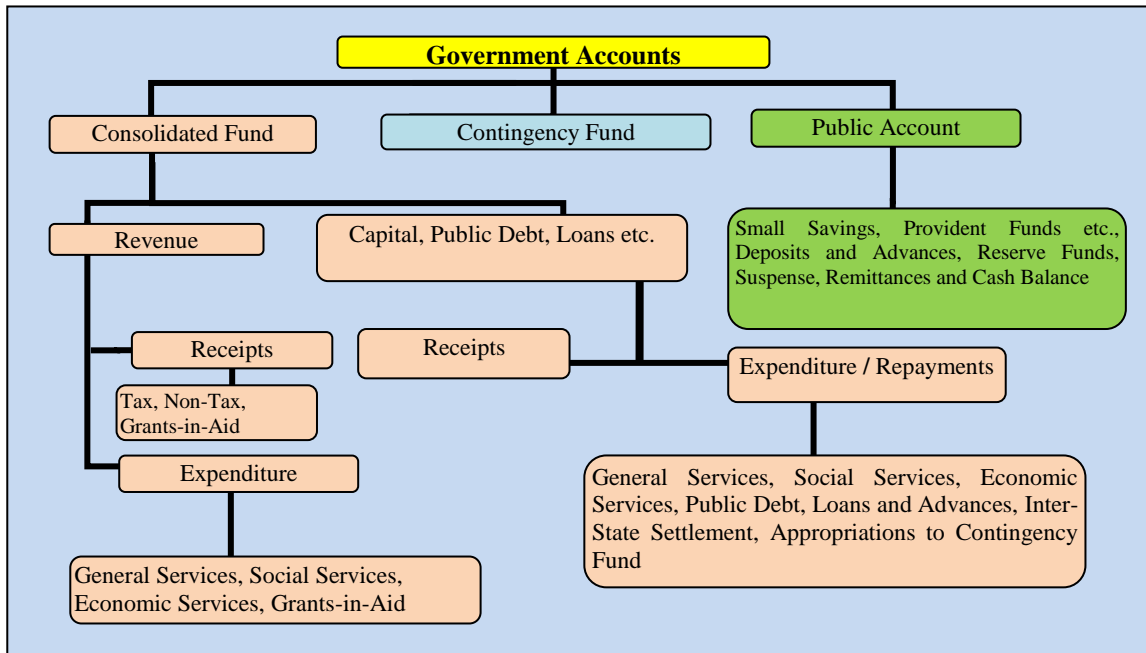 Government Accounts
Consolidated Fund
Contingency Fund
Public Account
Revenue
Capital, Public Debt, Loans etc.
Small Savings, Provident Funds etc.,
Deposits and Advances, Reserve Funds,
Suspense, Remittances and Cash Balance
Receipts
Tax, Non-Tax,
Grants-in-Aid
Receipts
Expenditure / Repayments
Expenditure
General Services, Social Services,
Economic Services, Grants-in-Aid
General Services, Social Services, Economic
Services, Public Debt, Loans and Advances, Inter-
State Settlement, Appropriations to Contingency
Fund